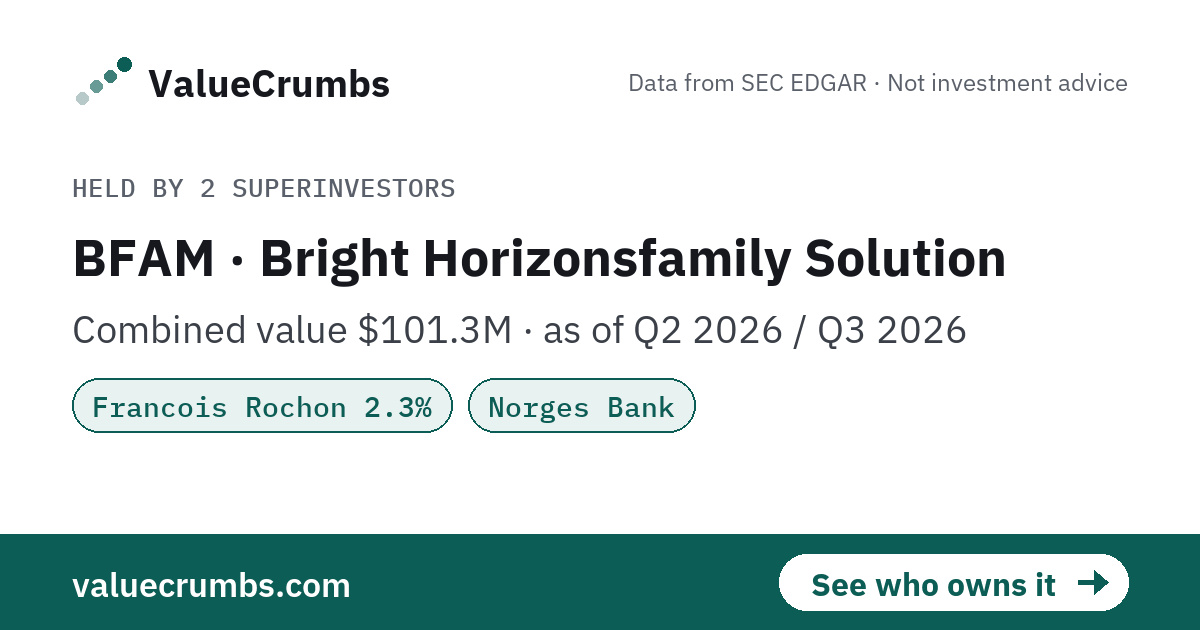 ValueCrumbs
Data from SEC EDGAR · Not investment advice
HELD BY 2 SUPERINVESTORS
BFAM · Bright Horizonsfamily Solution
Combined value $101.3M · as of Q2 2026 / Q3 2026
Francois Rochon 2.3%
Norges Bank
valuecrumbs.com
See who owns it →